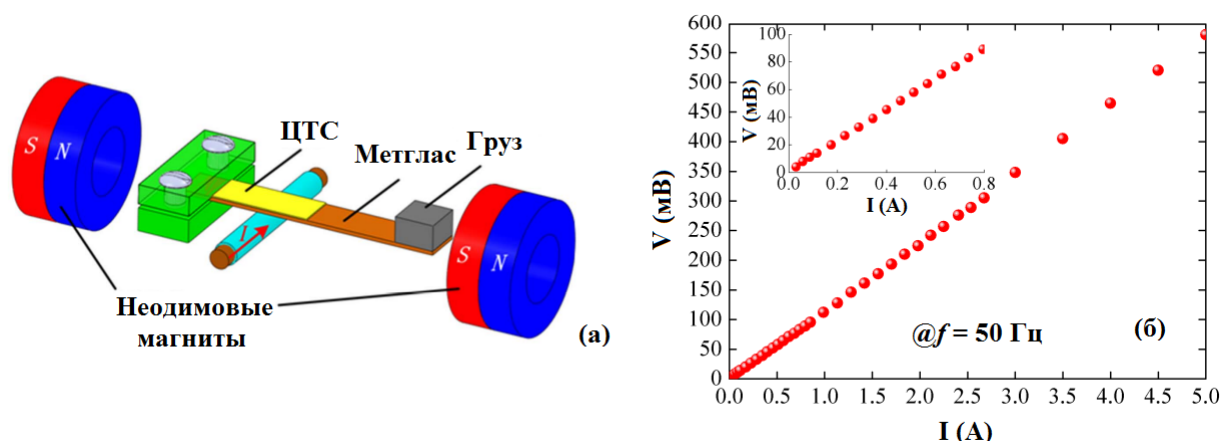 ЦТС
Метглас
Груз
S
N
I
S
N
Неодимовые
магниты
(а)
V (мВ)
600
550
500
450
400
350
300
250
200
150
100
50
0
0.0 0.5 1.0 1.5 2.0 2.5 3.0 3.5 4.0 4.5 5.0
I (A)
V (мВ)
100
80
60
40
20
0
0.0 0.2 0.4 0.6 0.8
I (A)
@f = 50 Гц
(б)